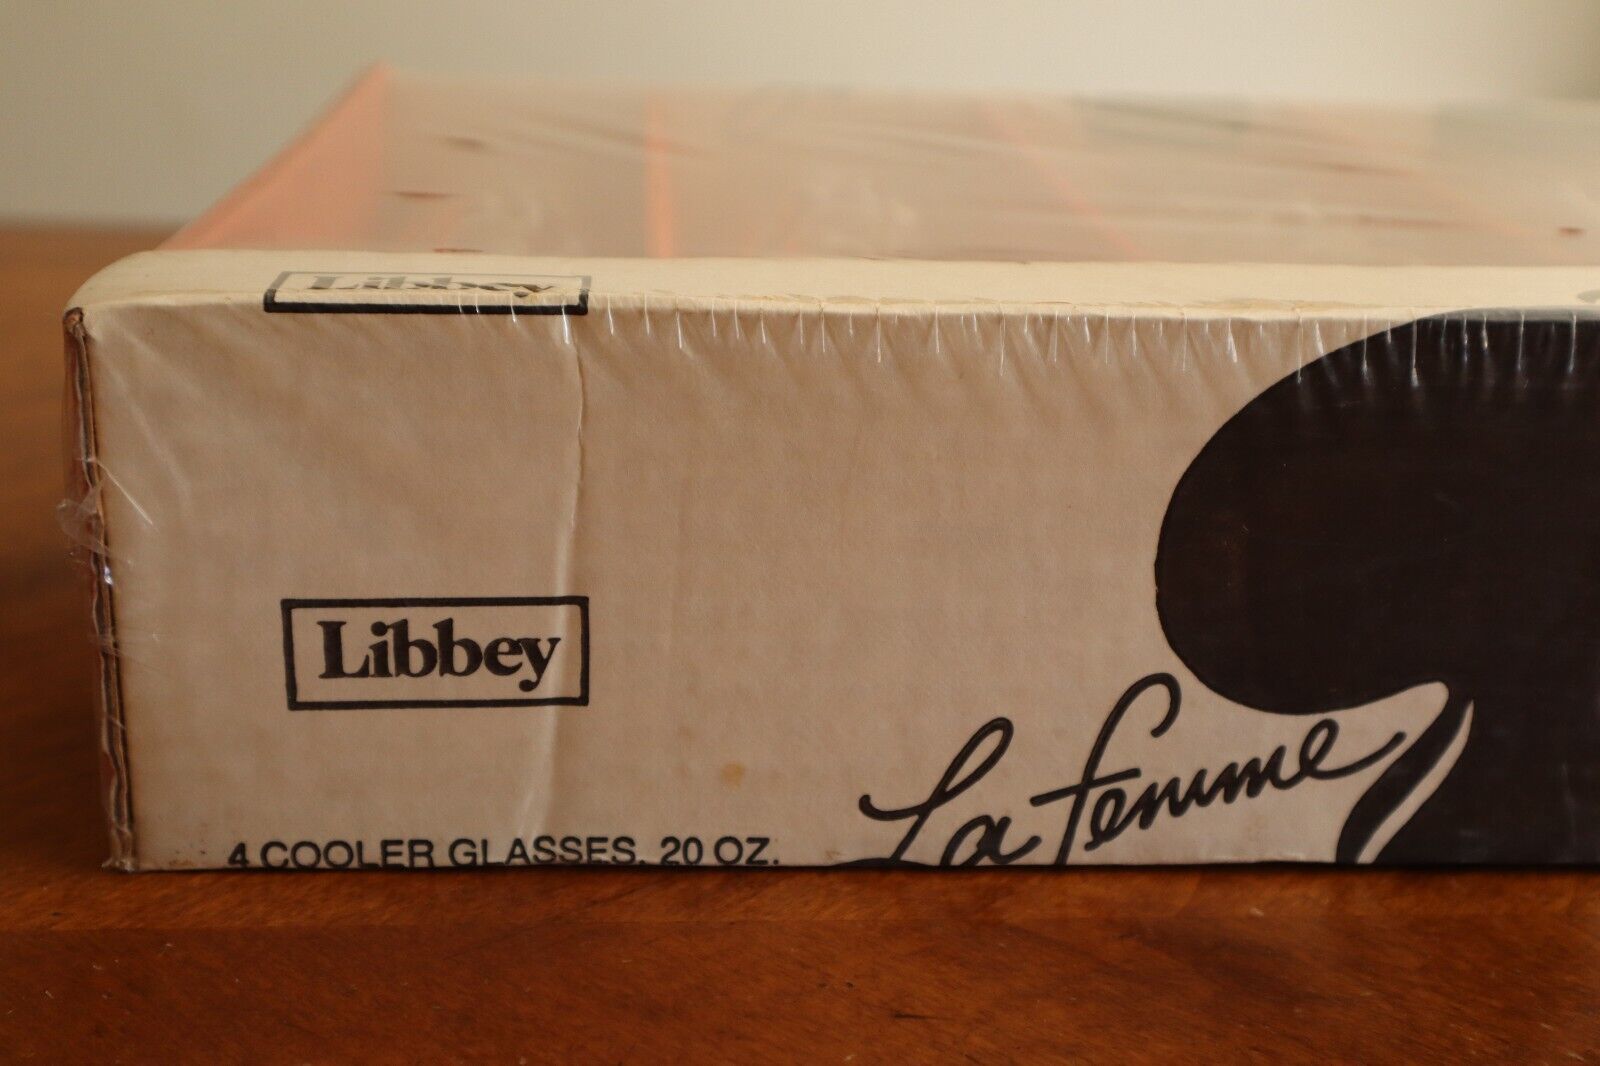 Libbey
Libbey
La femme
4 COOLER GLASSES, 20 OZ.